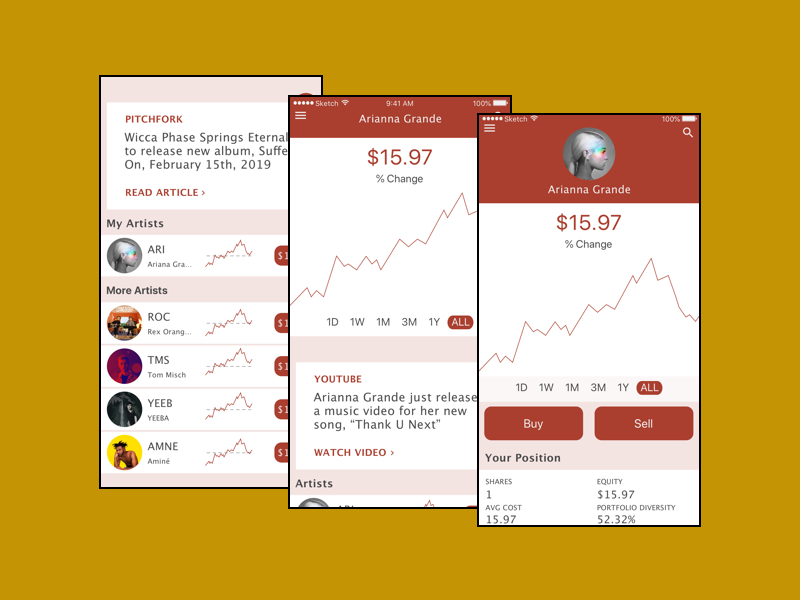 PITCHFORK
Wicca Phase Springs Eternal
to release new album, Suffe
On, February 15th, 2019
READ ARTICLE ›
My Artists
ARI
Ariana Gra...
$1
More Artists
ROC
Rex Orang...
$1
TMS
Tom Misch
$1
YEEB
YEEBA
$1
AMNE
Aminé
$1
Sketch
9:41 AM
100%
Arianna Grande
$15.97
% Change
1D 1W 1M 3M 1Y ALL
YOUTUBE
Arianna Grande just release
a music video for her new
song, “Thank U Next”
WATCH VIDEO ›
Artists
Sketch
100%
Arianna Grande
$15.97
% Change
1D 1W 1M 3M 1Y ALL
Buy Sell
Your Position
SHARES EQUITY
1 $15.97
AVG COST PORTFOLIO DIVERSITY
15.97 52.32%